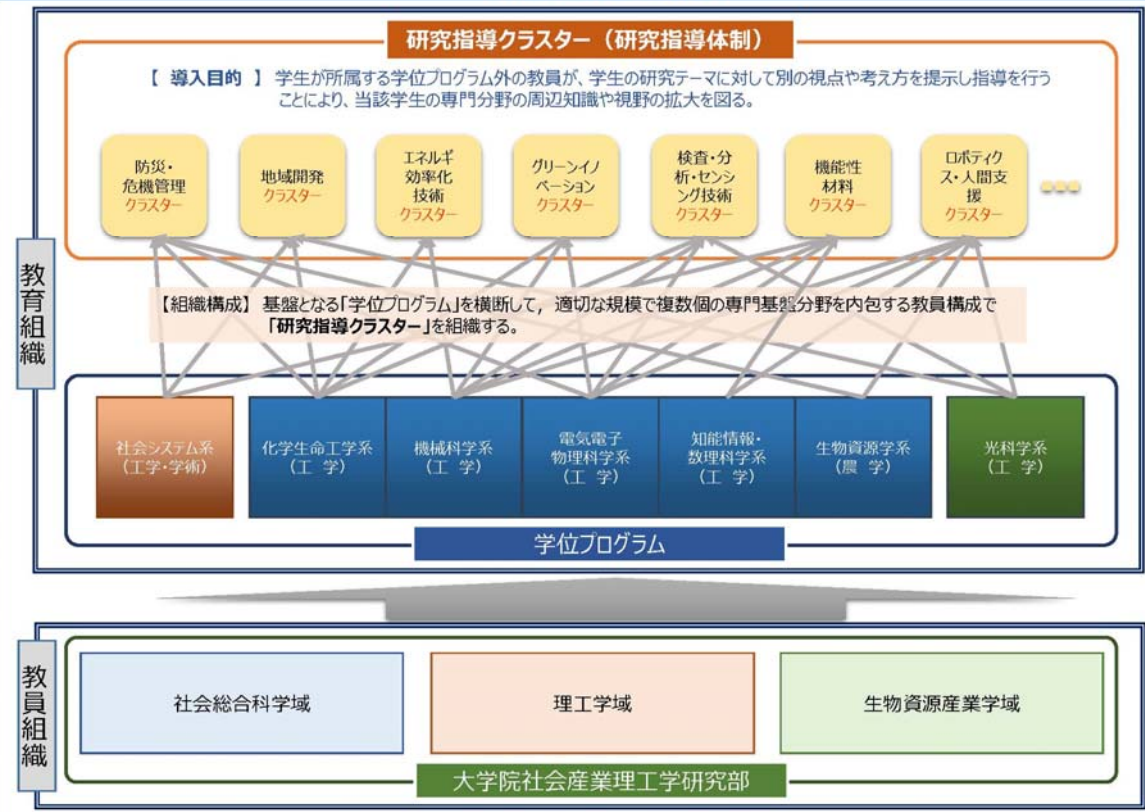 研究指導クラスター（研究指導体制）
【 導入目的 】 学生が所属する学位プログラム外の教員が、学生の研究テーマに対して別の視点や考え方を提示し指導を行う
ことにより、当該学生の専門分野の周辺知識や視野の拡大を図る。
防災・
危機管理
クラスター
地域開発
クラスター
エネルギ
効率化
技術
クラスター
グリーンイノ
ベーション
クラスター
検査・分
析・センシ
ング技術
クラスター
機能性
材料
クラスター
ロボティク
ス・人間支
援
クラスター
教育組織
【組織構成】 基盤となる「学位プログラム」を横断して，適切な規模で複数個の専門基盤分野を内包する教員構成で
「研究指導クラスター」を組織する。
社会システム系
（工学・学術）
化学生命工学系
（工 学）
機械科学系
（工 学）
電気電子
物理科学系
（工 学）
知能情報・
数理科学系
（工 学）
生物資源学系
（農 学）
光科学系
（工 学）
学位プログラム
教員組織
社会総合科学域
理工学域
生物資源産業学域
大学院社会産業理工学研究部